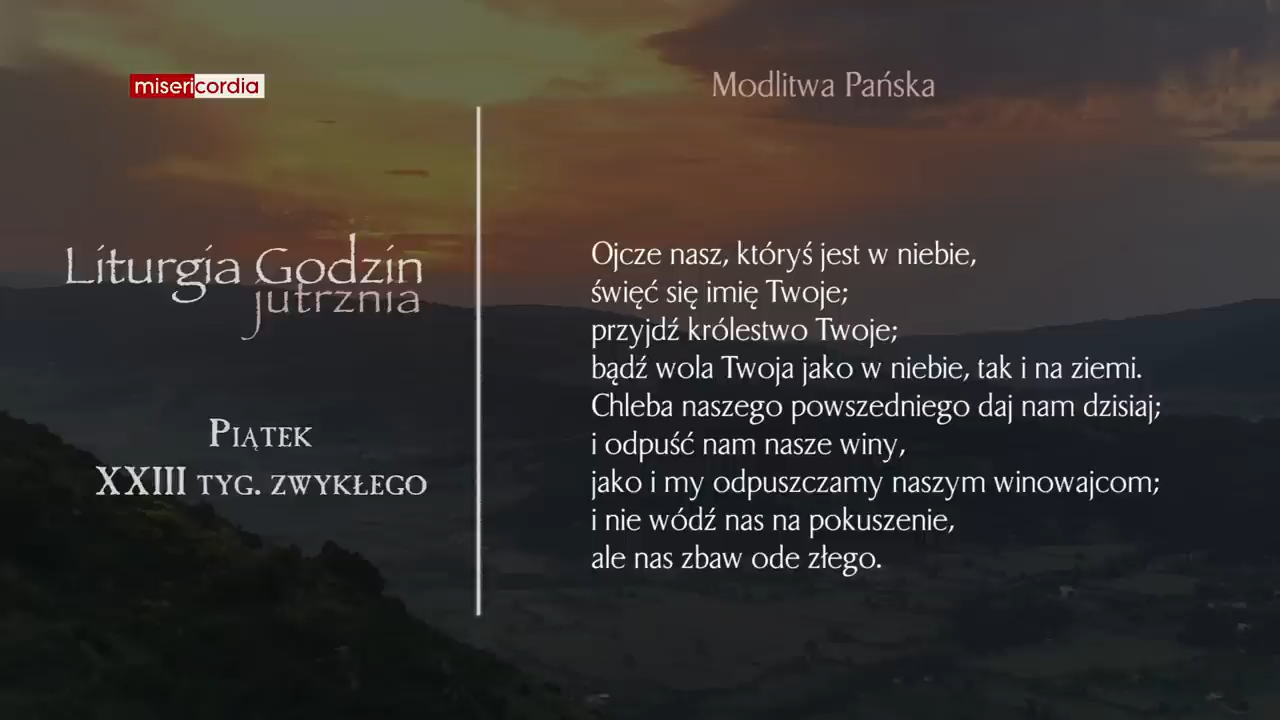 misericordia
Liturgia Godzin
jutrznia
Piątek
XXIII tyg. zwykłego
Modlitwa Pańska
Ojcze nasz, któryś jest w niebie,
święć się imię Twoje;
przyjdź królestwo Twoje;
bądź wola Twoja jako w niebie, tak i na ziemi.
Chleba naszego powszedniego daj nam dzisiaj;
i odpuść nam nasze winy,
jako i my odpuszczamy naszym winowajcom;
i nie wódź nas na pokuszenie,
ale nas zbaw ode złego.